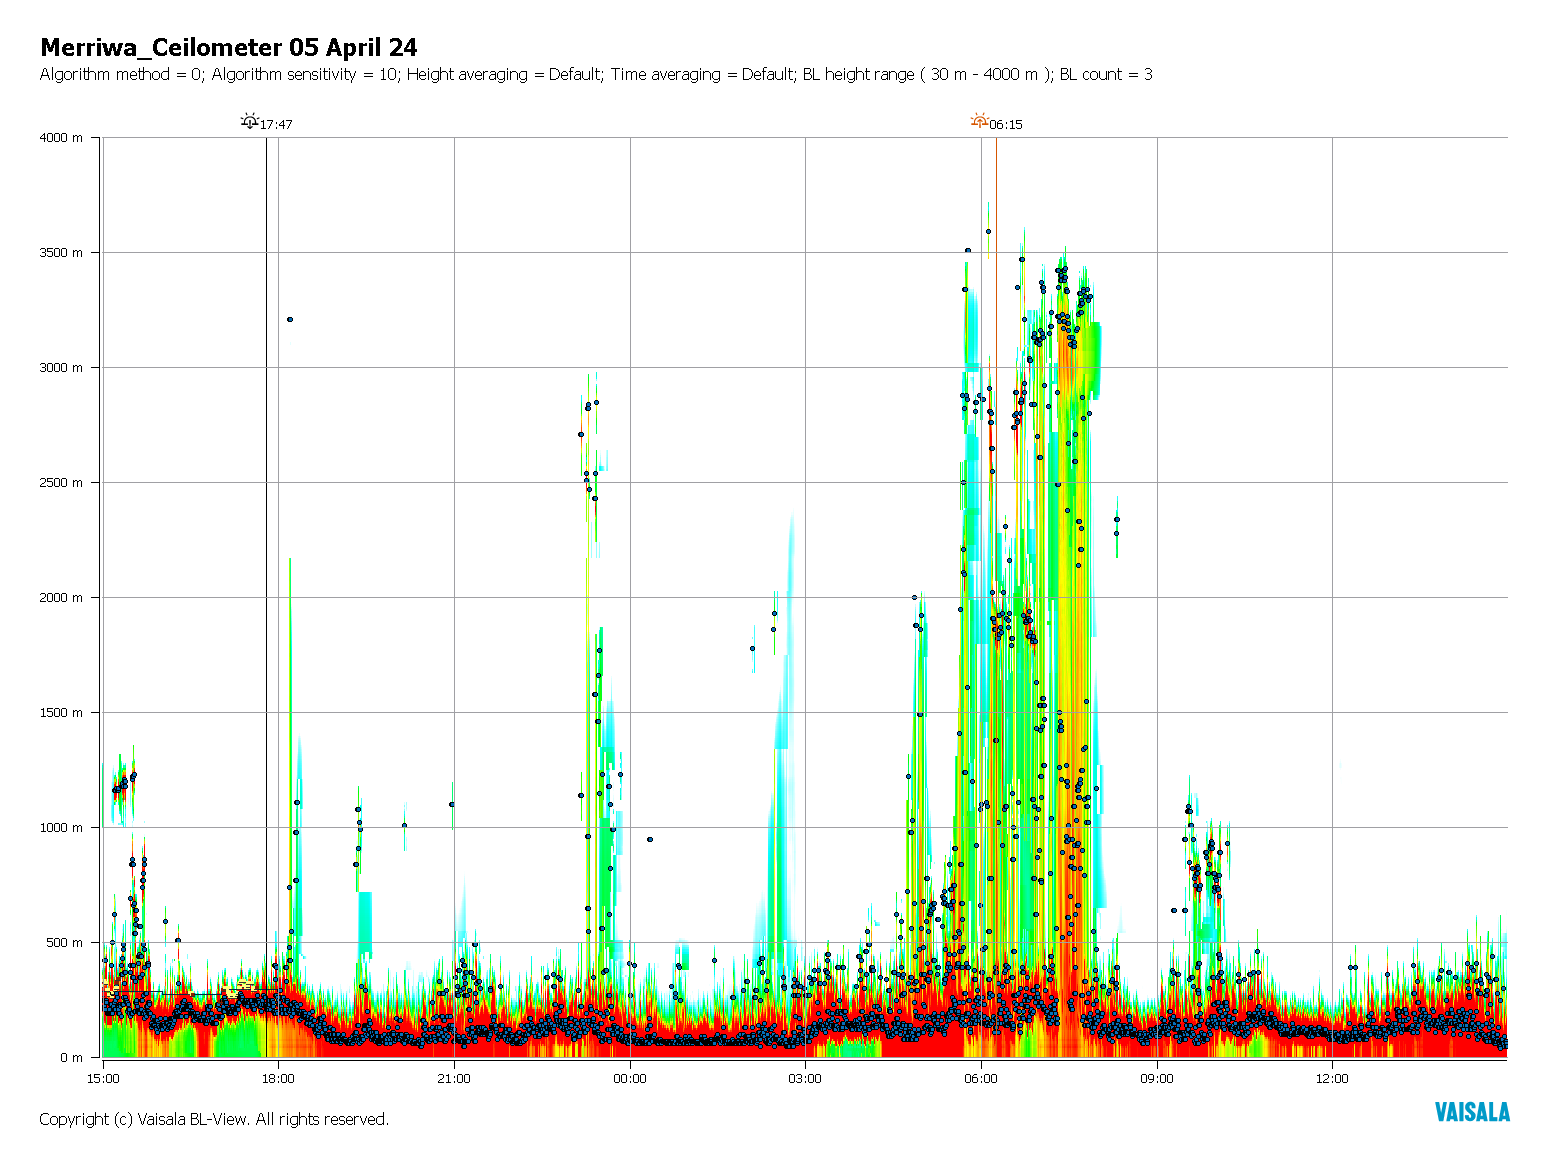 Merriwa_Ceilometer 05 April 24
Algorithm method = 0; Algorithm sensitivity = 10; Height averaging = Default; Time averaging = Default; BL height range ( 30 m - 4000 m ); BL count = 3
17:47
06:15
4000 m
3500 m
3000 m
2500 m
2000 m
1500 m
1000 m
500 m
0 m
15:00 18:00 21:00 00:00 03:00 06:00 09:00 12:00
Copyright (c) Vaisala BL-View. All rights reserved.
VAISALA